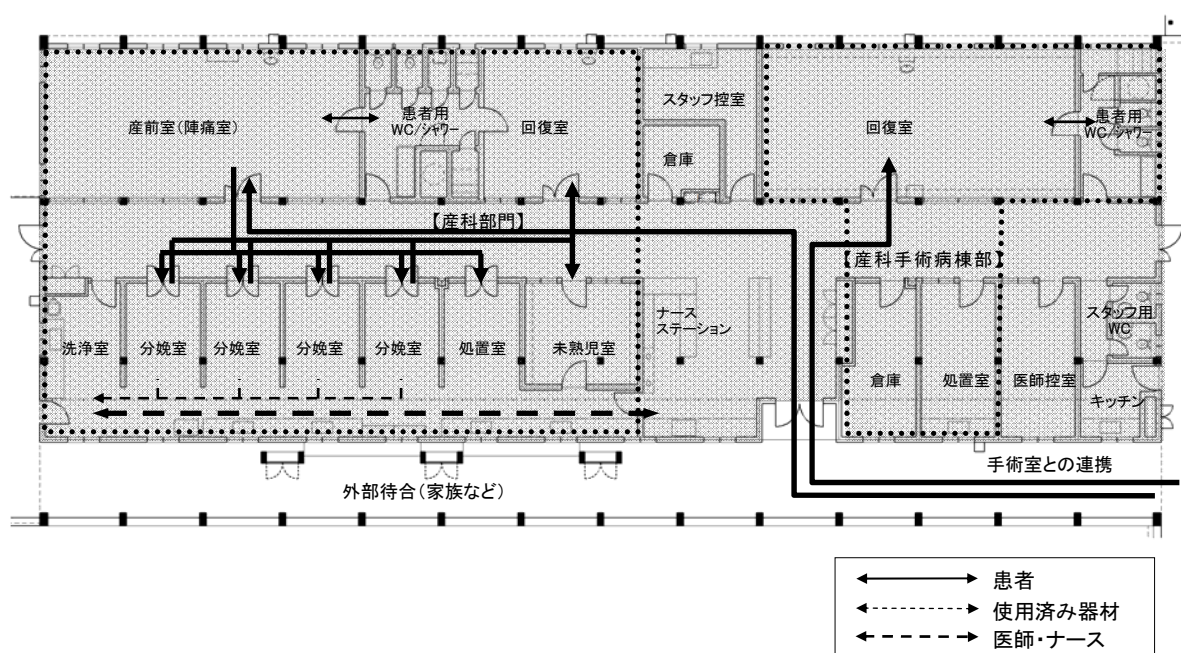 スタッフ控室
産前室(陣痛室)
患者用
WC/シャワー
回復室
倉庫
回復室
患者用
WC/シャワー
【産科部門】
【産科手術病棟部】
ナース
ステーション
スタッフ用
WC
洗浄室
分娩室
分娩室
分娩室
分娩室
処置室
未熟児室
倉庫
処置室
医師控室
キッチン
手術室との連携
外部待合(家族など)
患者
使用済み器材
医師・ナース